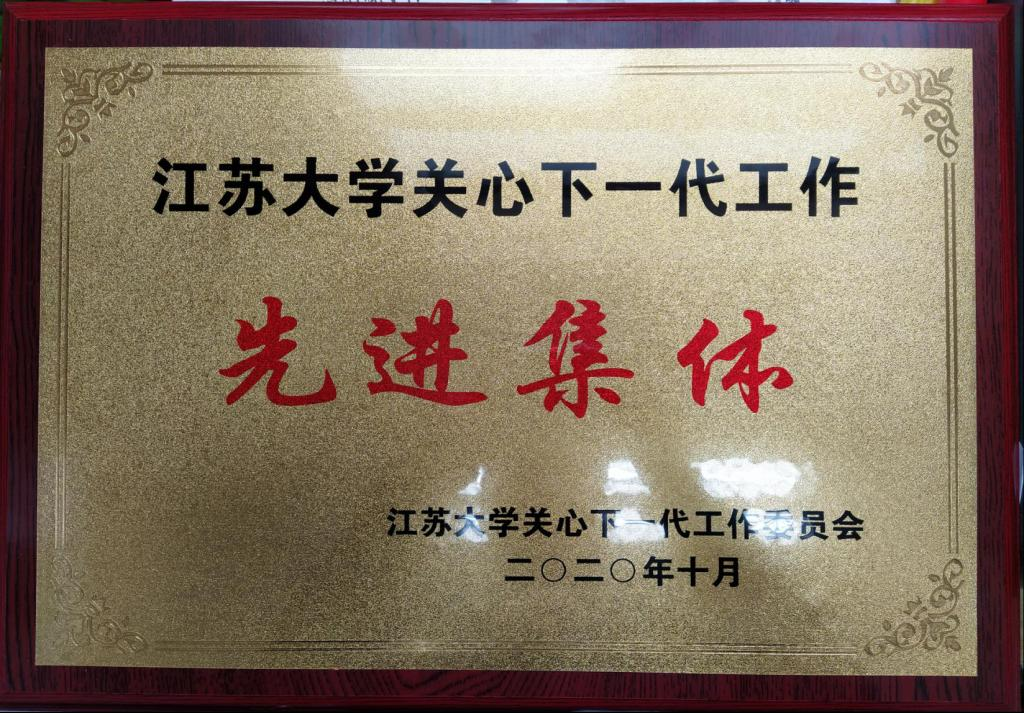 江苏大学关心下一代工作
先进集体
江苏大学关心下一代工作委员会
二〇二〇年十月